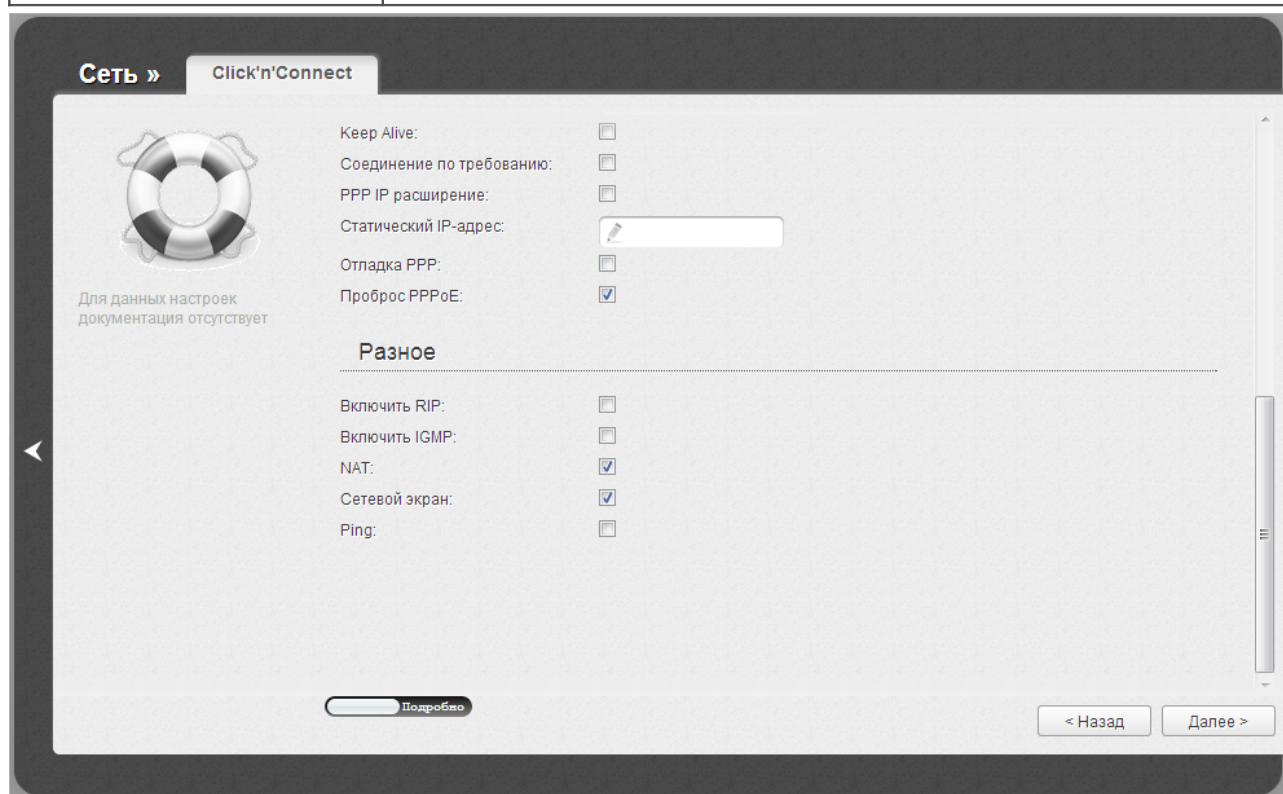 Сеть »
Click'n'Connect
Для данных настроек
документация отсутствует
Keep Alive:
Соединение по требованию:
PPP IP расширение:
Статический IP-адрес:
Отладка PPP:
Проброс PPPoE:
Разное
Включить RIP:
Включить IGMP:
NAT:
Сетевой экран:
Ping:
Подробно
< Назад
Далее >